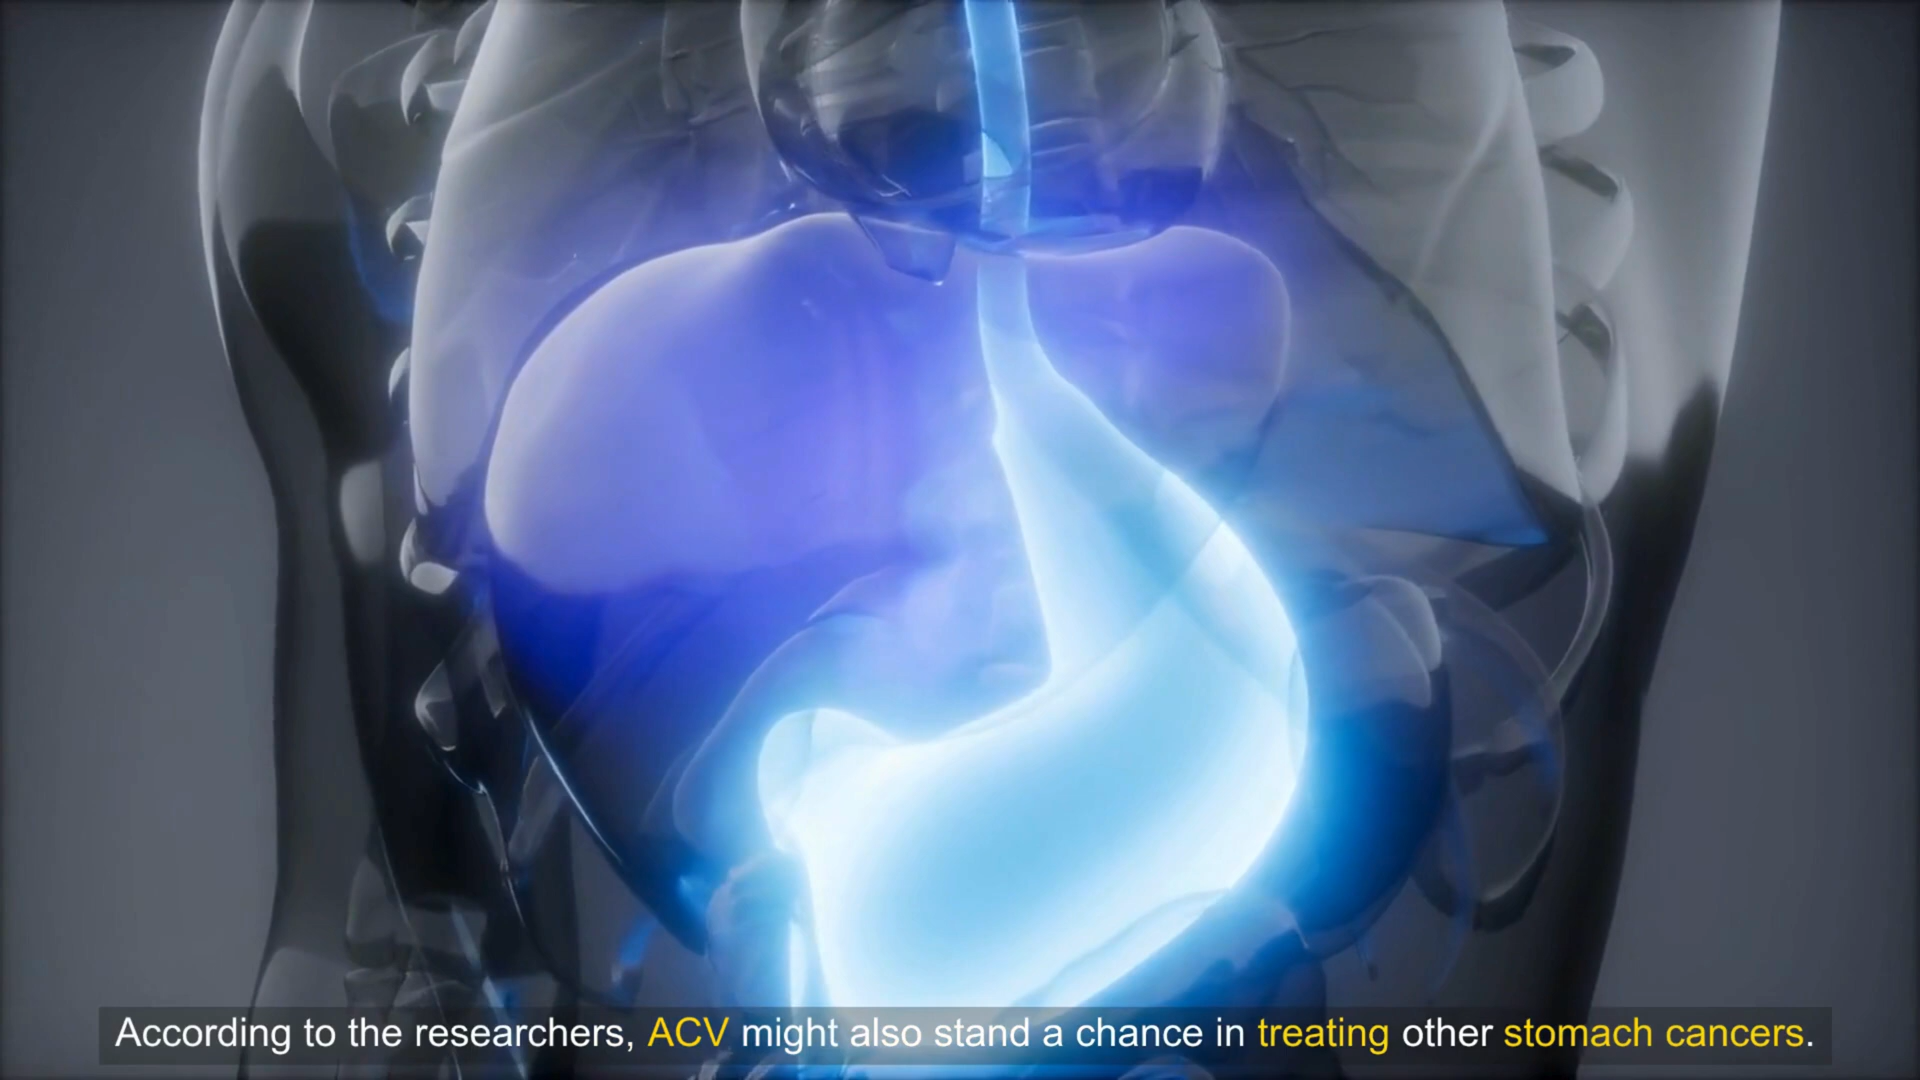 According to the researchers, ACV might also stand a chance in treating other stomach cancers.